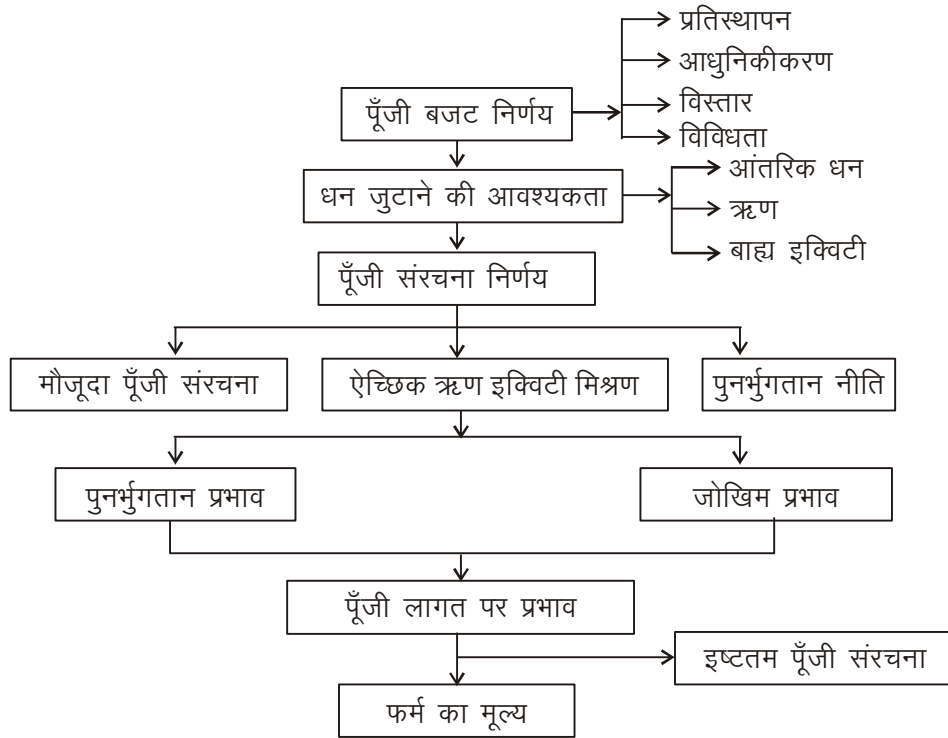 प्रतिस्थापन
आधुनिकीकरण
पूँजी बजट निर्णय
विस्तार
विविधता
धन जुटाने की आवश्यकता
आंतरिक धन
ऋण
बाह्य इक्विटी
पूँजी संरचना निर्णय
मौजूदा पूँजी संरचना
ऐच्छिक ऋण इक्विटी मिश्रण
पुनर्भुगतान नीति
पुनर्भुगतान प्रभाव
जोखिम प्रभाव
पूँजी लागत पर प्रभाव
इष्टतम पूँजी संरचना
फर्म का मूल्य